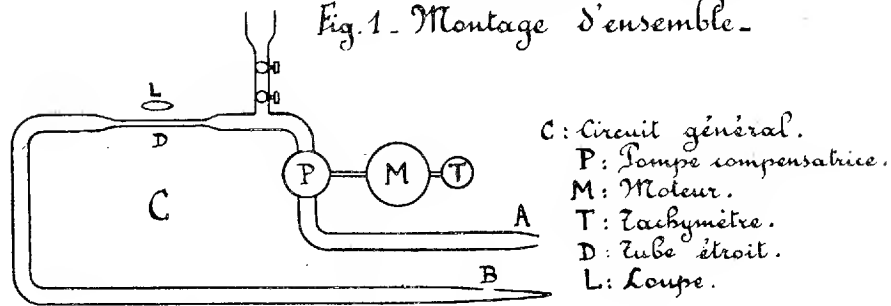 Fig. 1 - Montage d'ensemble -
L
D
C
P
M
T
A
B
C : Circuit général.
P : Pompe compensatrice.
M : Moteur.
T : Tachymètre.
D : Tube étroit.
L : Loupe.